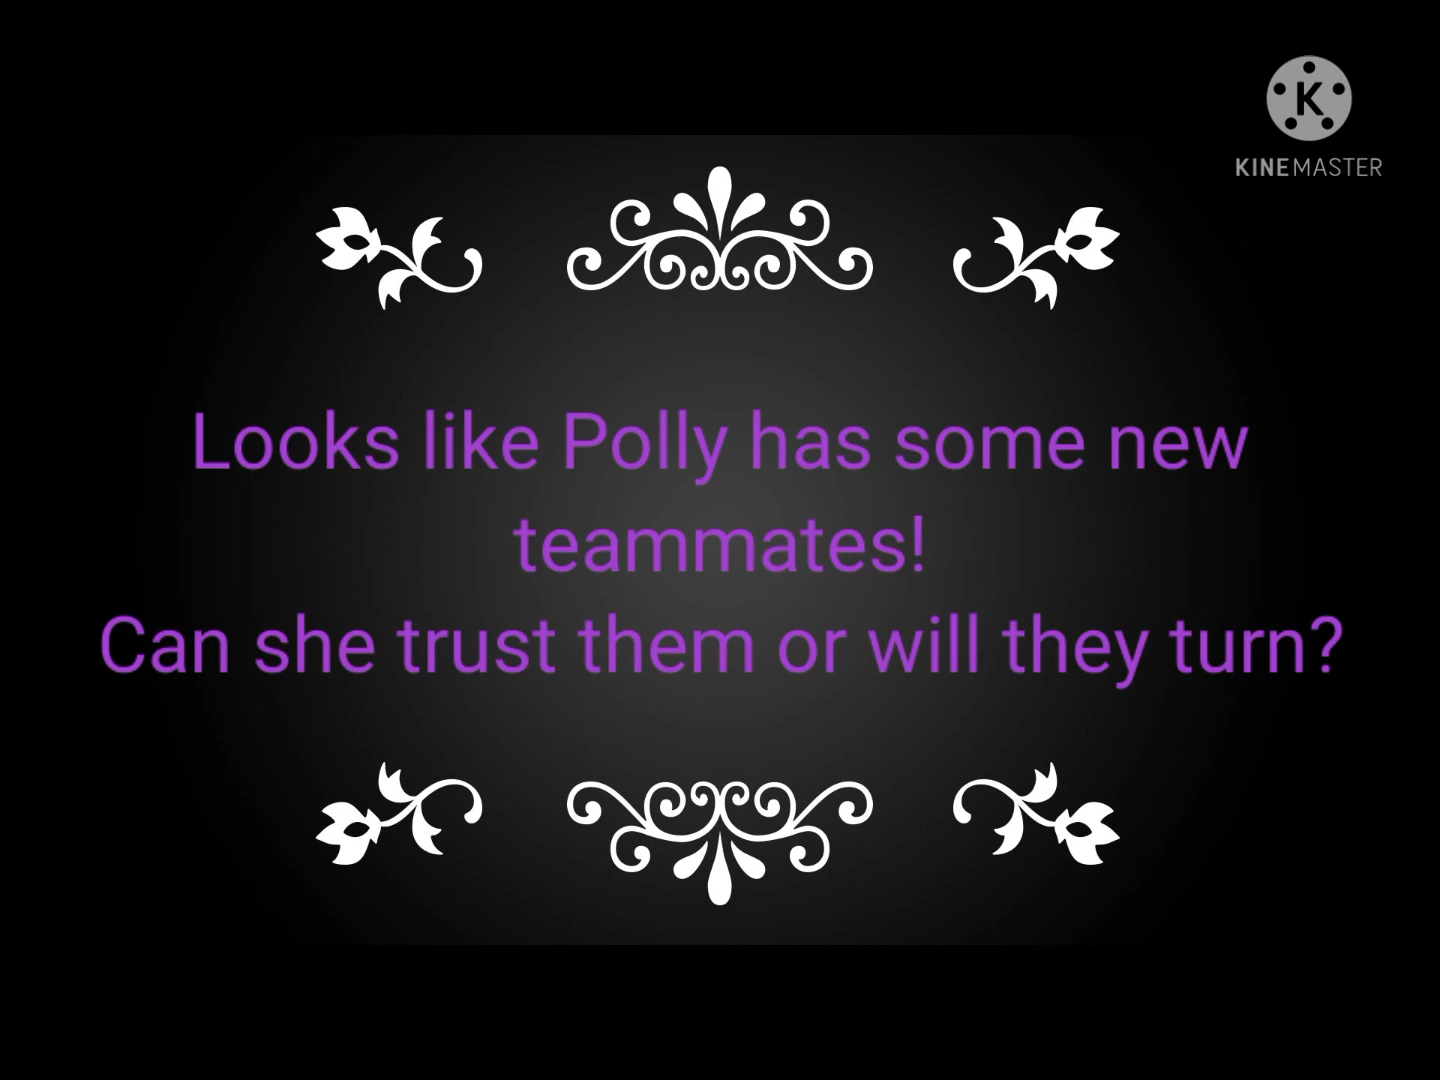 K
KINEMASTER
Looks like Polly has some new
teammates!
Can she trust them or will they turn?